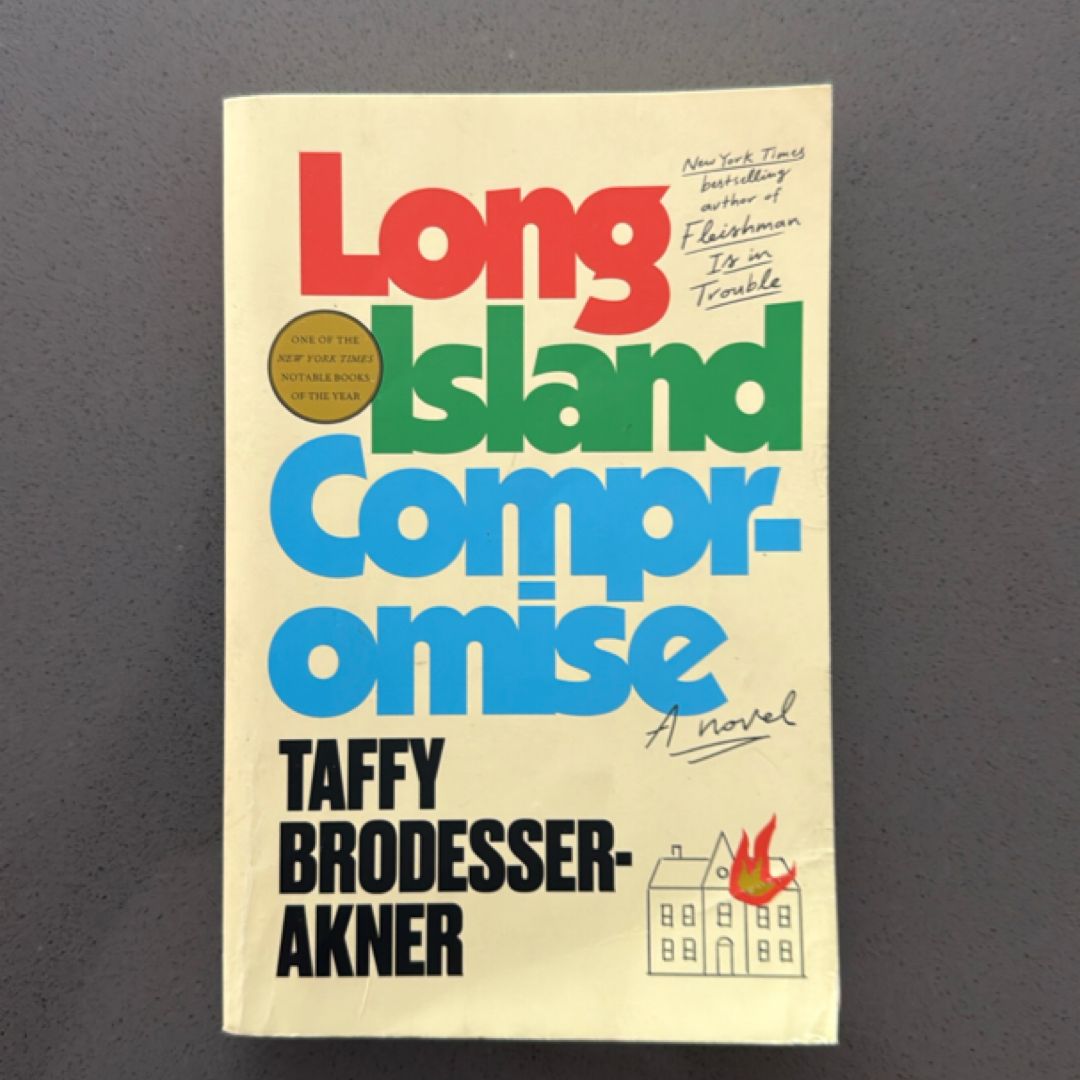 Long
New York Times
bestselling
author of
Fleishman
Is in
Trouble
ONE OF THE
NEW YORK TIMES
NOTABLE BOOKS
OF THE YEAR
Island
Compr-
omise
A novel
TAFFY
BRODESSER-
AKNER